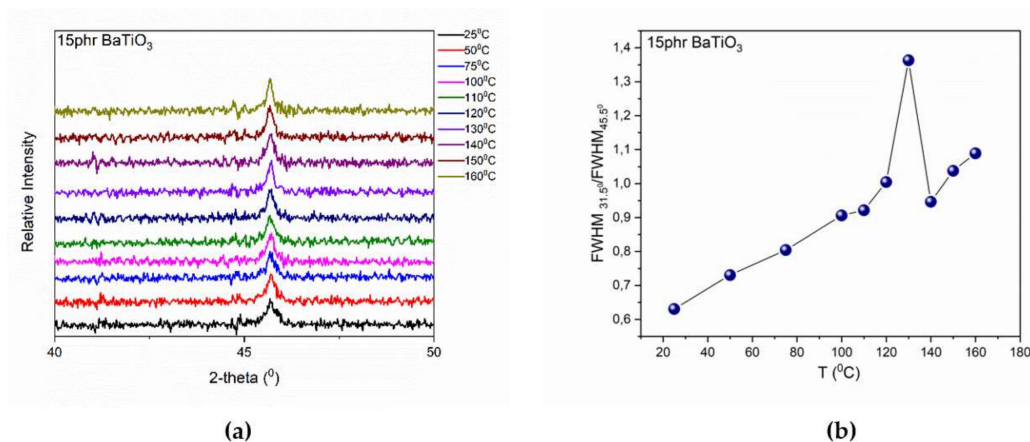 15phr BaTiO₃
25⁰C
50⁰C
75⁰C
100⁰C
110⁰C
120⁰C
130⁰C
140⁰C
150⁰C
160⁰C
Relative Intensity
40
45
50
2-theta (⁰)
(a)
15phr BaTiO₃
1,4
1,3
1,2
1,1
1,0
0,9
0,8
0,7
0,6
FWHM 31.5⁰/FWHM45.5⁰
20
40
60
80
100
120
140
160
180
T (⁰C)
(b)